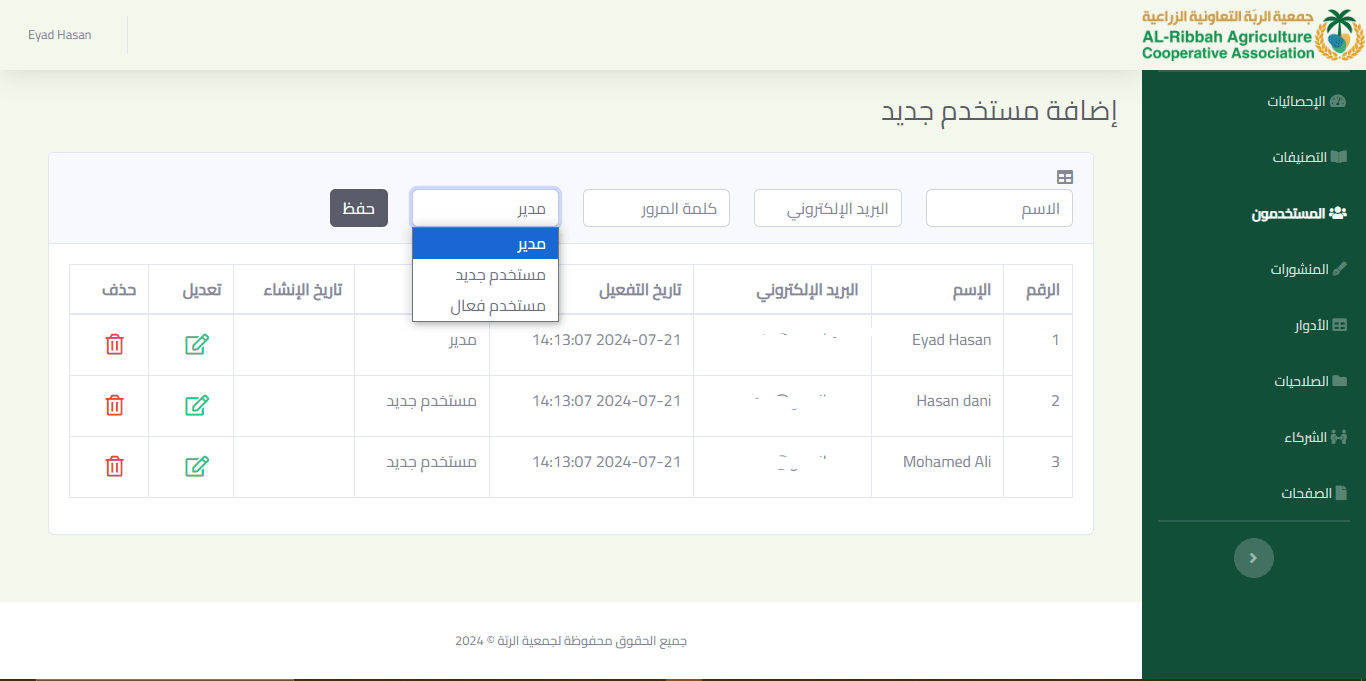 جمعية الربّة التعاونية الزراعية
AL-Ribbah Agriculture
Cooperative Association
Eyad Hasan
الإحصائيات
التصنيفات
المستخدمون
المنشورات
الأدوار
الصلاحيات
الشركاء
الصفحات
إضافة مستخدم جديد
الاسم البريد الإلكتروني كلمة المرور مدير حفظ
مدير
مستخدم جديد
مستخدم فعال
الرقم الإسم البريد الإلكتروني تاريخ التفعيل تاريخ الإنشاء تعديل حذف
1 Eyad Hasan 2024-07-21 14:13:07 مدير
2 Hasan dani 2024-07-21 14:13:07 مستخدم جديد
3 Mohamed Ali 2024-07-21 14:13:07 مستخدم جديد
جميع الحقوق محفوظة لجمعية الربّة © 2024